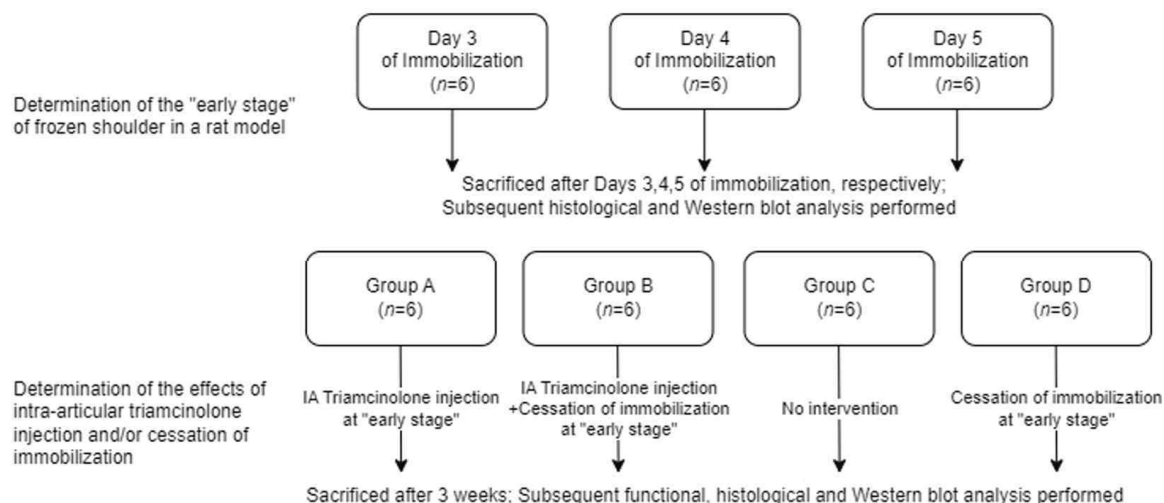 Day 3
of Immobilization
(n=6)
Day 4
of Immobilization
(n=6)
Day 5
of Immobilization
(n=6)
Determination of the "early stage"
of frozen shoulder in a rat model
Sacrificed after Days 3,4,5 of immobilization, respectively;
Subsequent histological and Western blot analysis performed
Group A
(n=6)
Group B
(n=6)
Group C
(n=6)
Group D
(n=6)
Determination of the effects of
intra-articular triamcinolone
injection and/or cessation of
immobilization
IA Triamcinolone injection
at "early stage"
IA Triamcinolone injection
+Cessation of immobilization
at "early stage"
No intervention
Cessation of immobilization
at "early stage"
Sacrificed after 3 weeks; Subsequent functional, histological and Western blot analysis performed